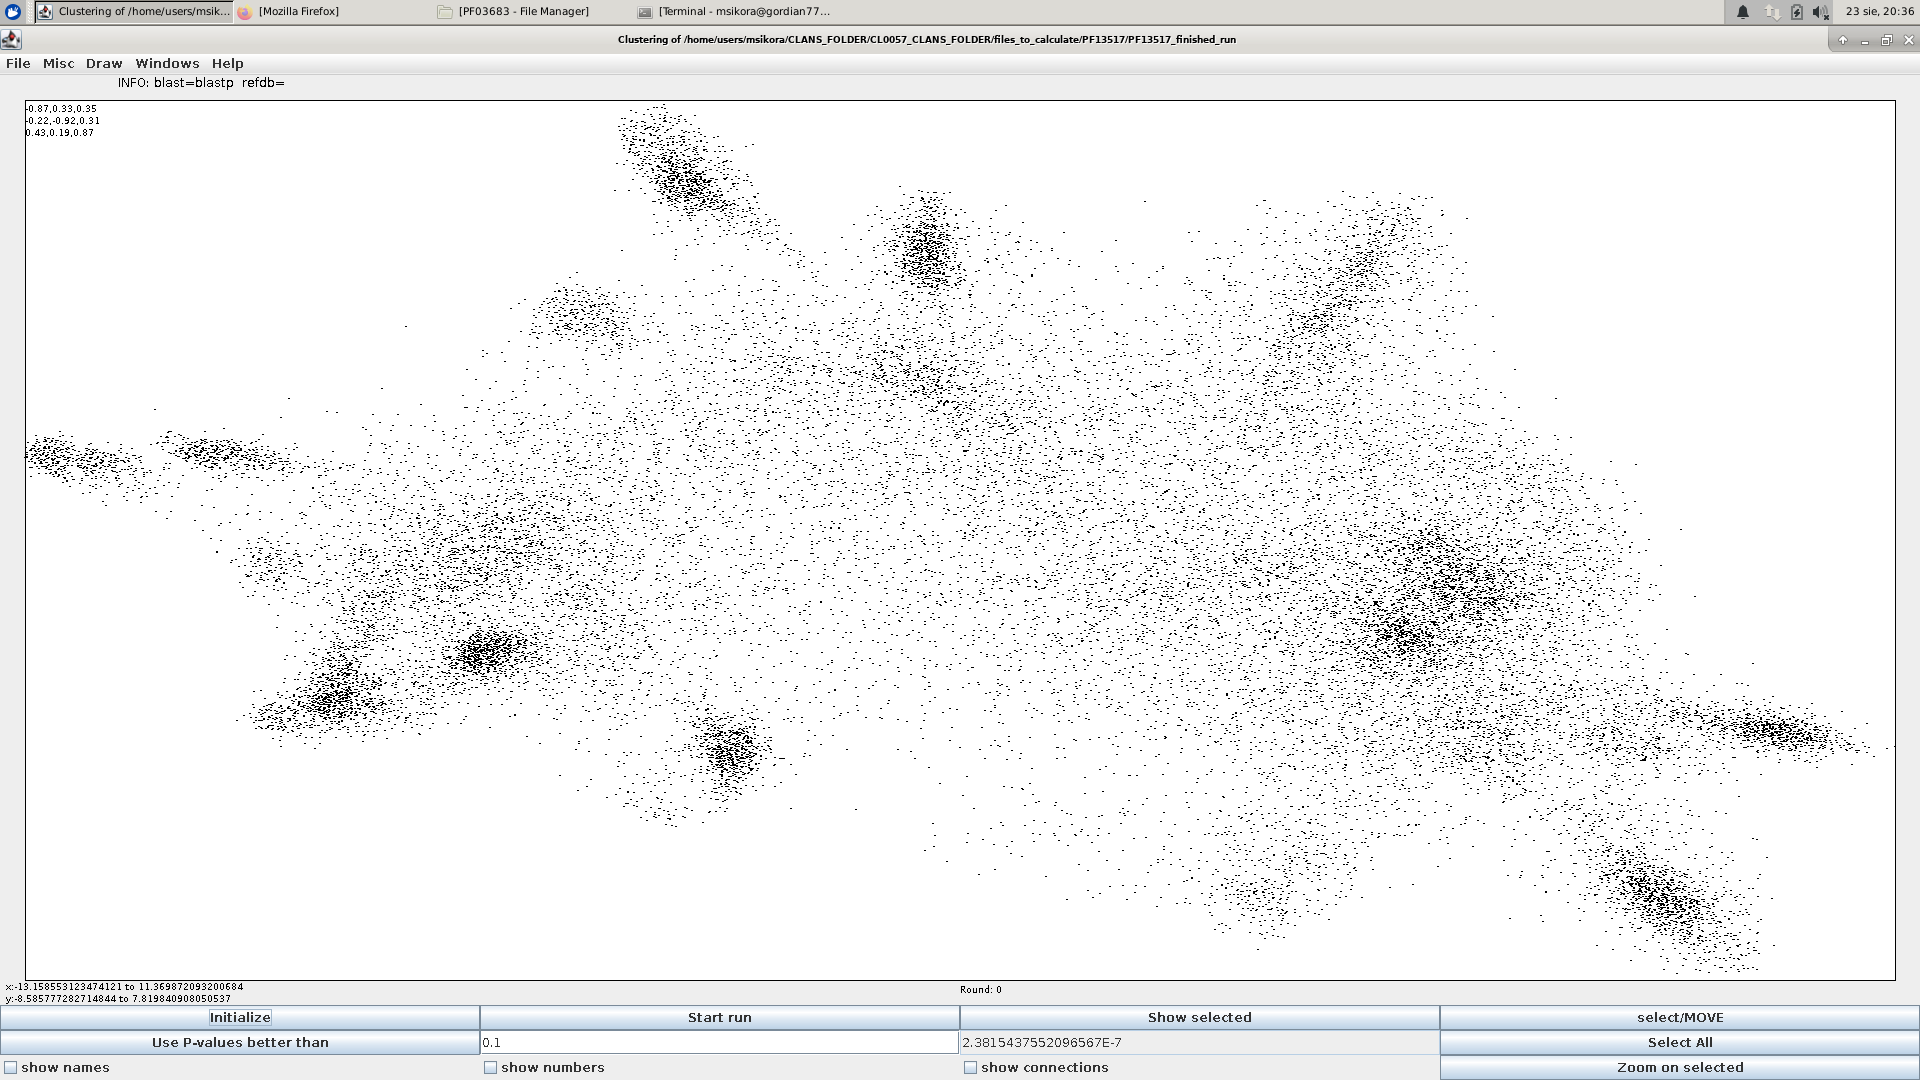 Clustering of /home/users/msik...
[Mozilla Firefox]
[PF03683 - File Manager]
[Terminal - msikora@gordian77...
23 sie, 20:36
Clustering of /home/users/msikora/CLANS_FOLDER/CL0057_CLANS_FOLDER/files_to_calculate/PF13517/PF13517_finished_run
File Misc Draw Windows Help
INFO: blast=blastp refdb=
-0.87,0.33,0.35
-0.22,-0.92,0.31
0.43,0.19,0.87
x:-13.158553123474121 to 11.369872093200684
y:-8.585777282714844 to 7.819840908050537
Round: 0
Initialize
Start run
Show selected
select/MOVE
Use P-values better than
0.1
2.3815437552096567E-7
Select All
show names
show numbers
show connections
Zoom on selected